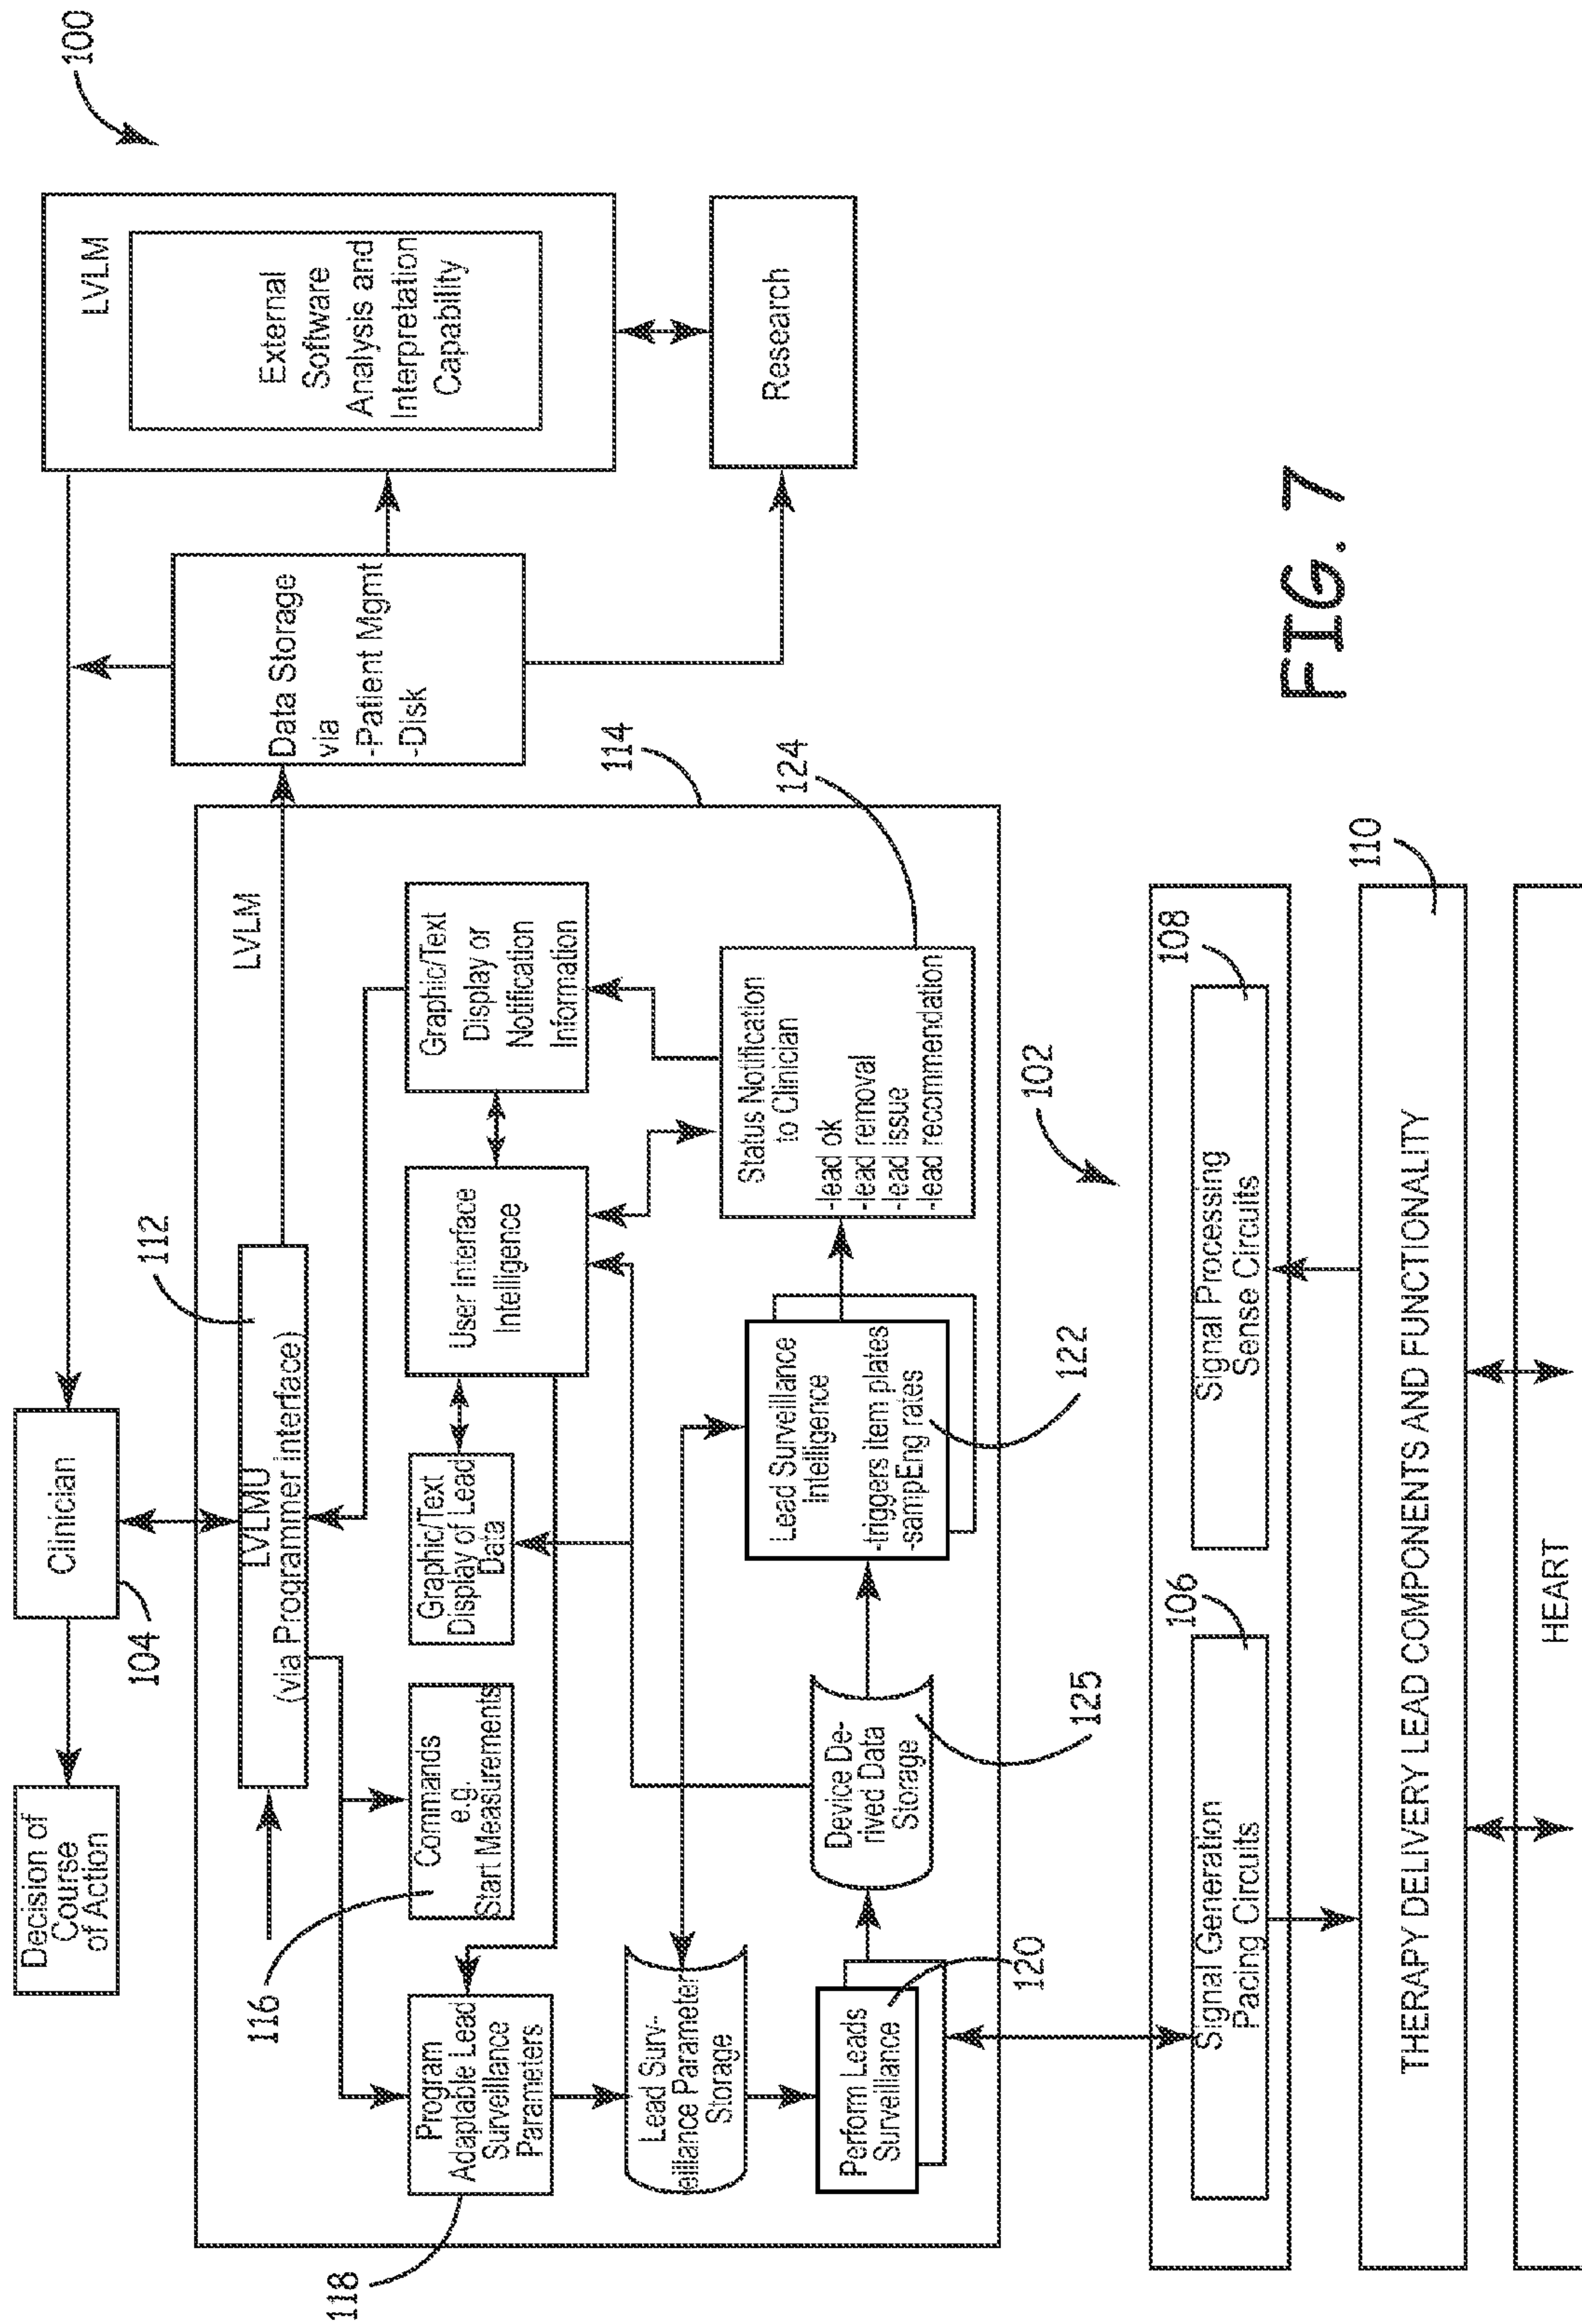 100
Decision of
Course
of Action
Clinician
104
112
LVLMU
(via Programmer Interface)
LVLM
Data Storage
via
-Patient Mgmt
-Disk
LVLM
External
Software
Analysis and
Interpretation
Capability
Research
114
116
Commands
e.g.
Start Measurements
Graphic/Text
Display of Lead
Data
User Interface
Intelligence
Graphic/Text
Display or
Notification
Information
118
Program
Adaptable Lead
Surveillance
Parameters
Lead Surv-
eillance Parameter
Storage
Perform Leads
Surveillance
120
Device De-
rived Data
Storage
125
Lead Surveillance
Intelligence
-triggers item plates
-sampEng rates
122
Status Notification
to Clinician
-lead ok
-lead removal
-lead issue
-lead recommendation
124
102
106
Signal Generation
Pacing Circuits
108
Signal Processing
Sense Circuits
110
THERAPY DELIVERY LEAD COMPONENTS AND FUNCTIONALITY
HEART
FIG. 7